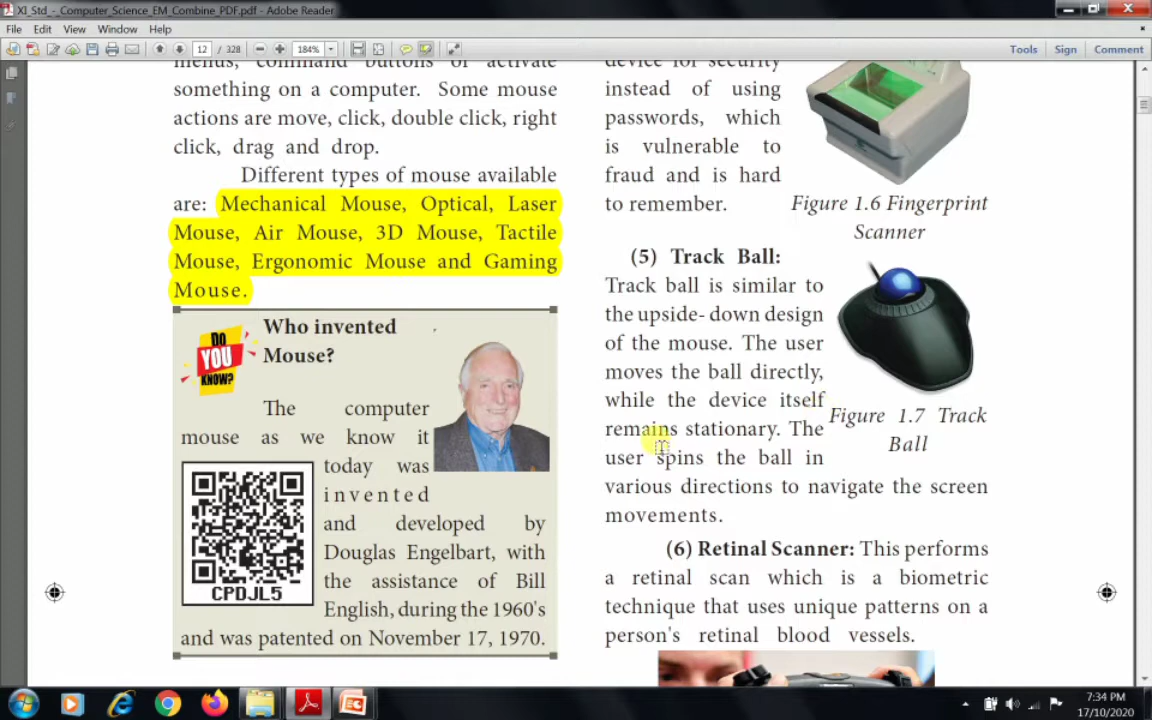 XI_Std_-_Computer_Science_EM_Combine_PDF.pdf - Adobe Reader
File Edit View Window Help
12 / 328 184% Tools Sign Comment
menus, command buttons or activate
something on a computer. Some mouse
actions are move, click, double click, right
click, drag and drop.
Different types of mouse available
are: Mechanical Mouse, Optical, Laser
Mouse, Air Mouse, 3D Mouse, Tactile
Mouse, Ergonomic Mouse and Gaming
Mouse.
DO
YOU
KNOW?
Who invented
Mouse?
The computer
mouse as we know it
today was
invented
and developed by
Douglas Engelbart, with
the assistance of Bill
English, during the 1960's
and was patented on November 17, 1970.
CPDJL5
device for security
instead of using
passwords, which
is vulnerable to
fraud and is hard
to remember.
Figure 1.6 Fingerprint
Scanner
(5) Track Ball:
Track ball is similar to
the upside- down design
of the mouse. The user
moves the ball directly,
while the device itself
remains stationary. The
user spins the ball in
various directions to navigate the screen
movements.
Figure 1.7 Track
Ball
(6) Retinal Scanner: This performs
a retinal scan which is a biometric
technique that uses unique patterns on a
person's retinal blood vessels.
7:34 PM
17/10/2020